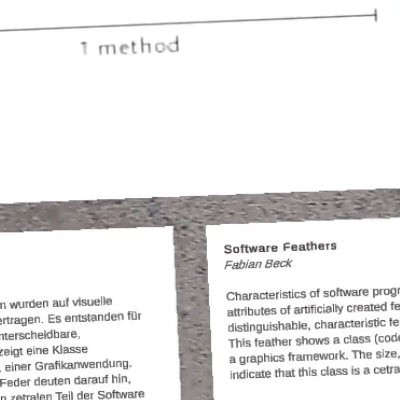 1 method
n wurden auf visuelle
ertragen. Es entstanden für
nterscheidbare,
zeigt eine Klasse
, einer Grafikanwendung.
Feder deuten darauf hin,
n zetralen Teil der Software
Software Feathers
Fabian Beck
Characteristics of software progr
attributes of artificially created fe
distinguishable, characteristic fe
This feather shows a class (code
a graphics framework. The size,
indicate that this class is a cetra